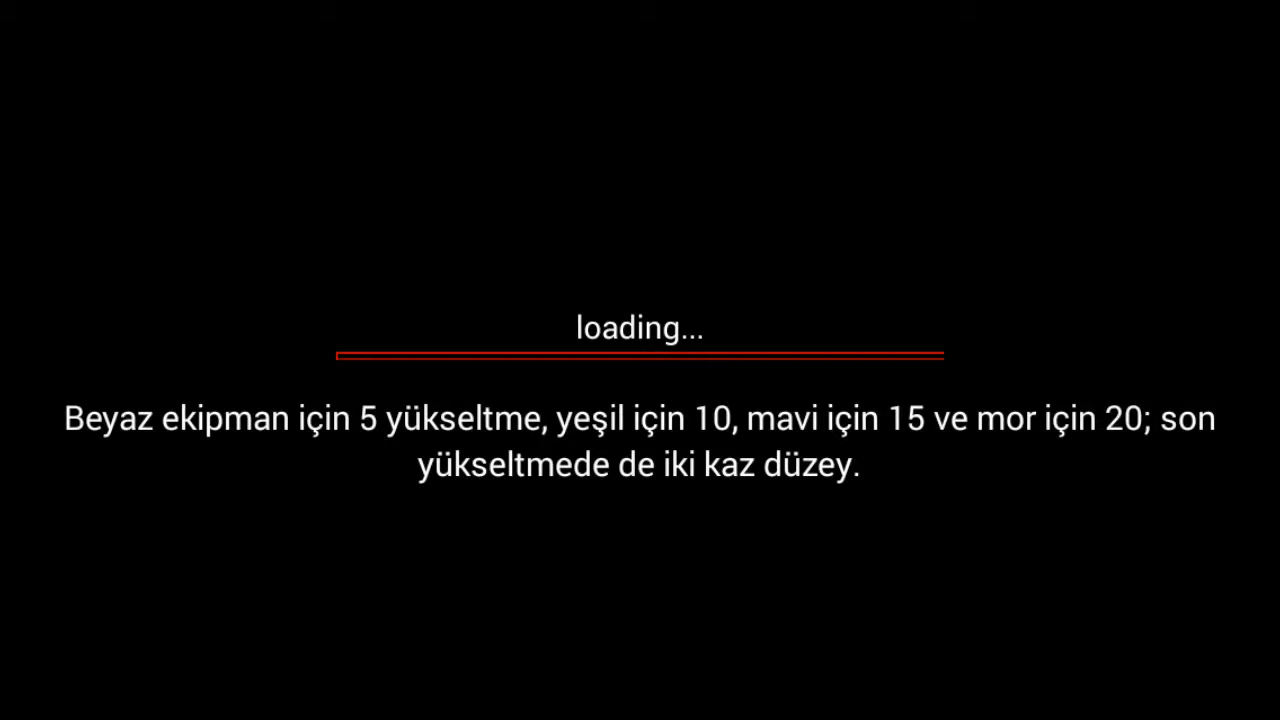 loading...
Beyaz ekipman için 5 yükseltme, yeşil için 10, mavi için 15 ve mor için 20; son
yükseltmede de iki kaz düzey.